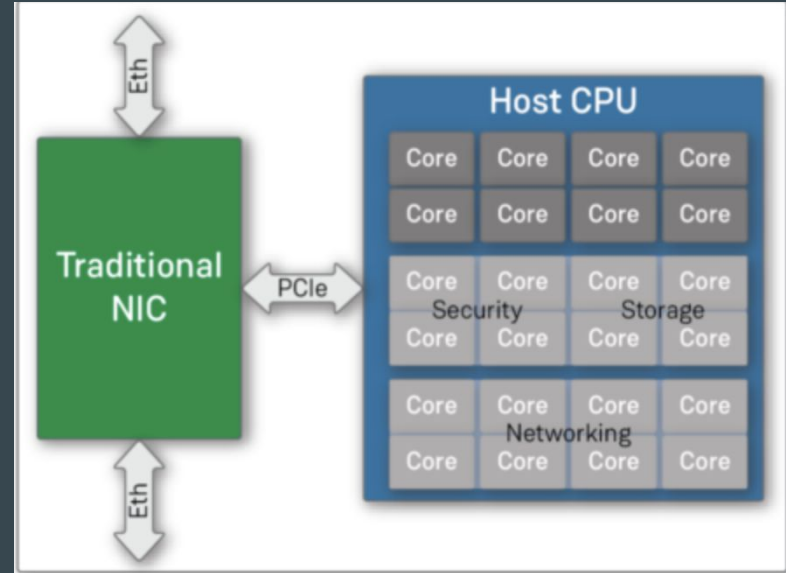 Eth
Host CPU
Core Core Core Core
Core Core Core Core
Traditional
NIC
PCIe
Core Core Core Core
Security Storage
Core Core Core Core
Core Core Core Core
Networking
Core Core Core Core
Eth